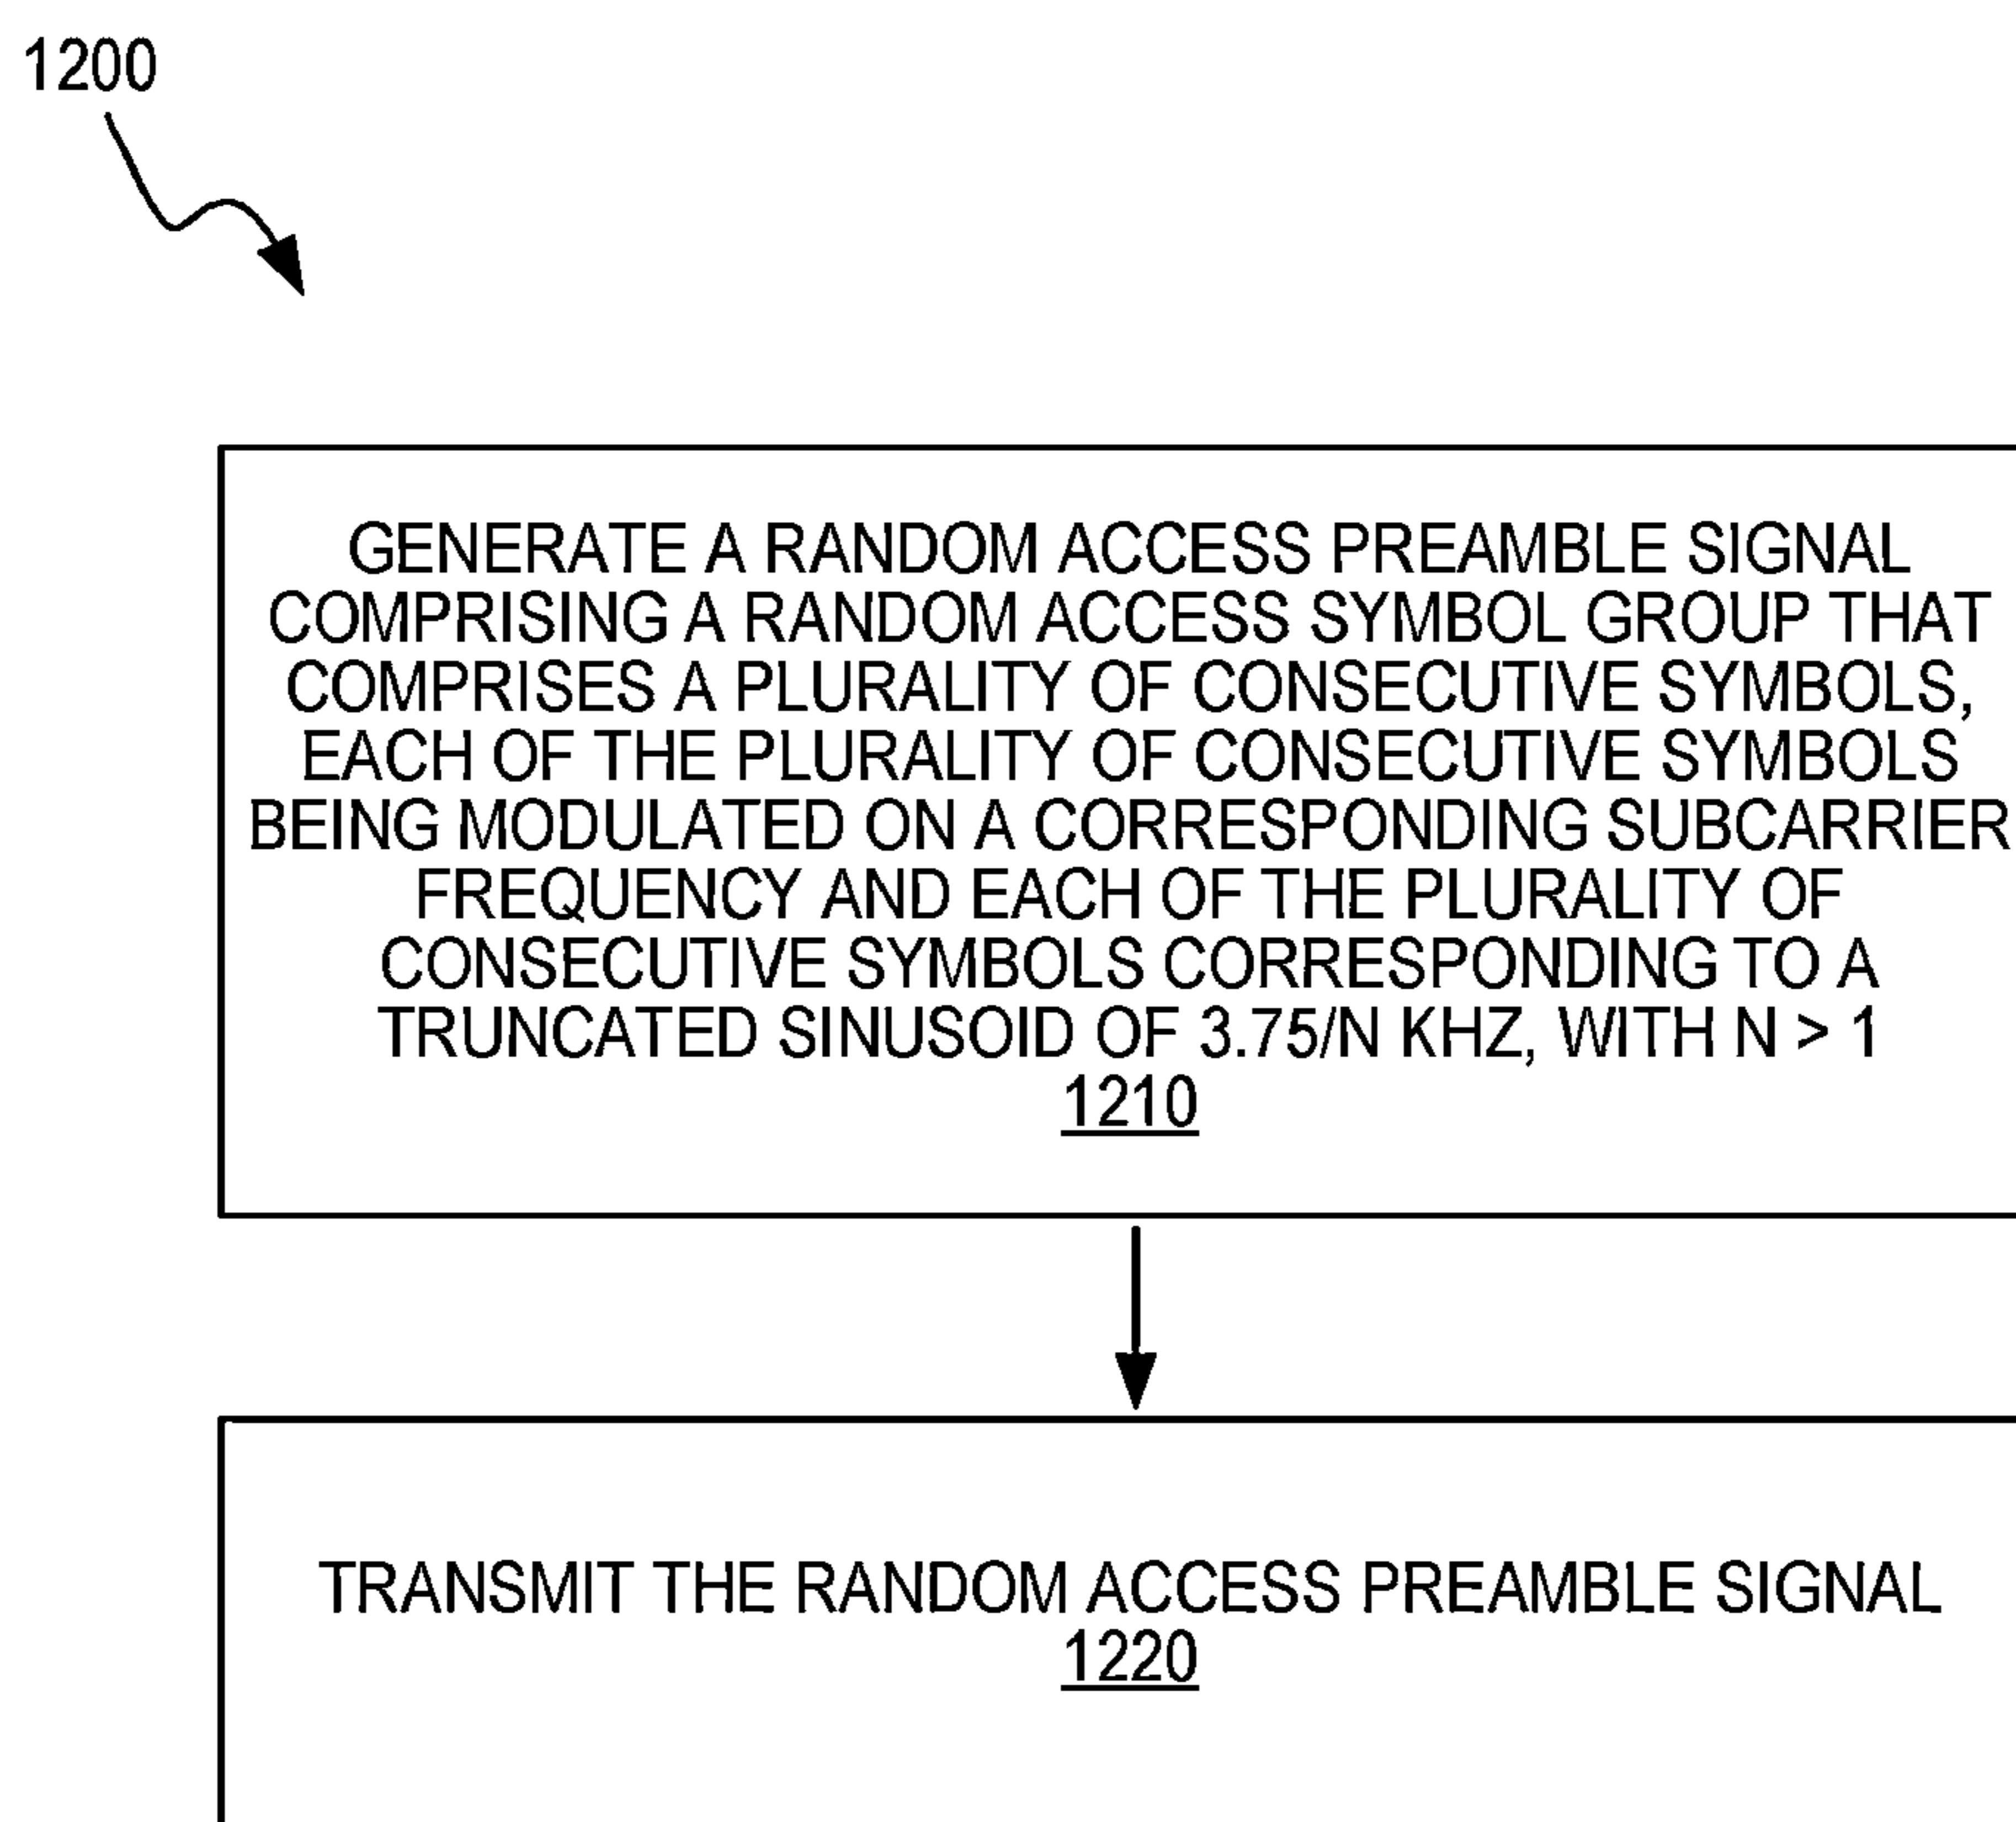 1200
GENERATE A RANDOM ACCESS PREAMBLE SIGNAL
COMPRISING A RANDOM ACCESS SYMBOL GROUP THAT
COMPRISES A PLURALITY OF CONSECUTIVE SYMBOLS,
EACH OF THE PLURALITY OF CONSECUTIVE SYMBOLS
BEING MODULATED ON A CORRESPONDING SUBCARRIER
FREQUENCY AND EACH OF THE PLURALITY OF
CONSECUTIVE SYMBOLS CORRESPONDING TO A
TRUNCATED SINUSOID OF 3.75/N KHZ, WITH N > 1
1210
TRANSMIT THE RANDOM ACCESS PREAMBLE SIGNAL
1220